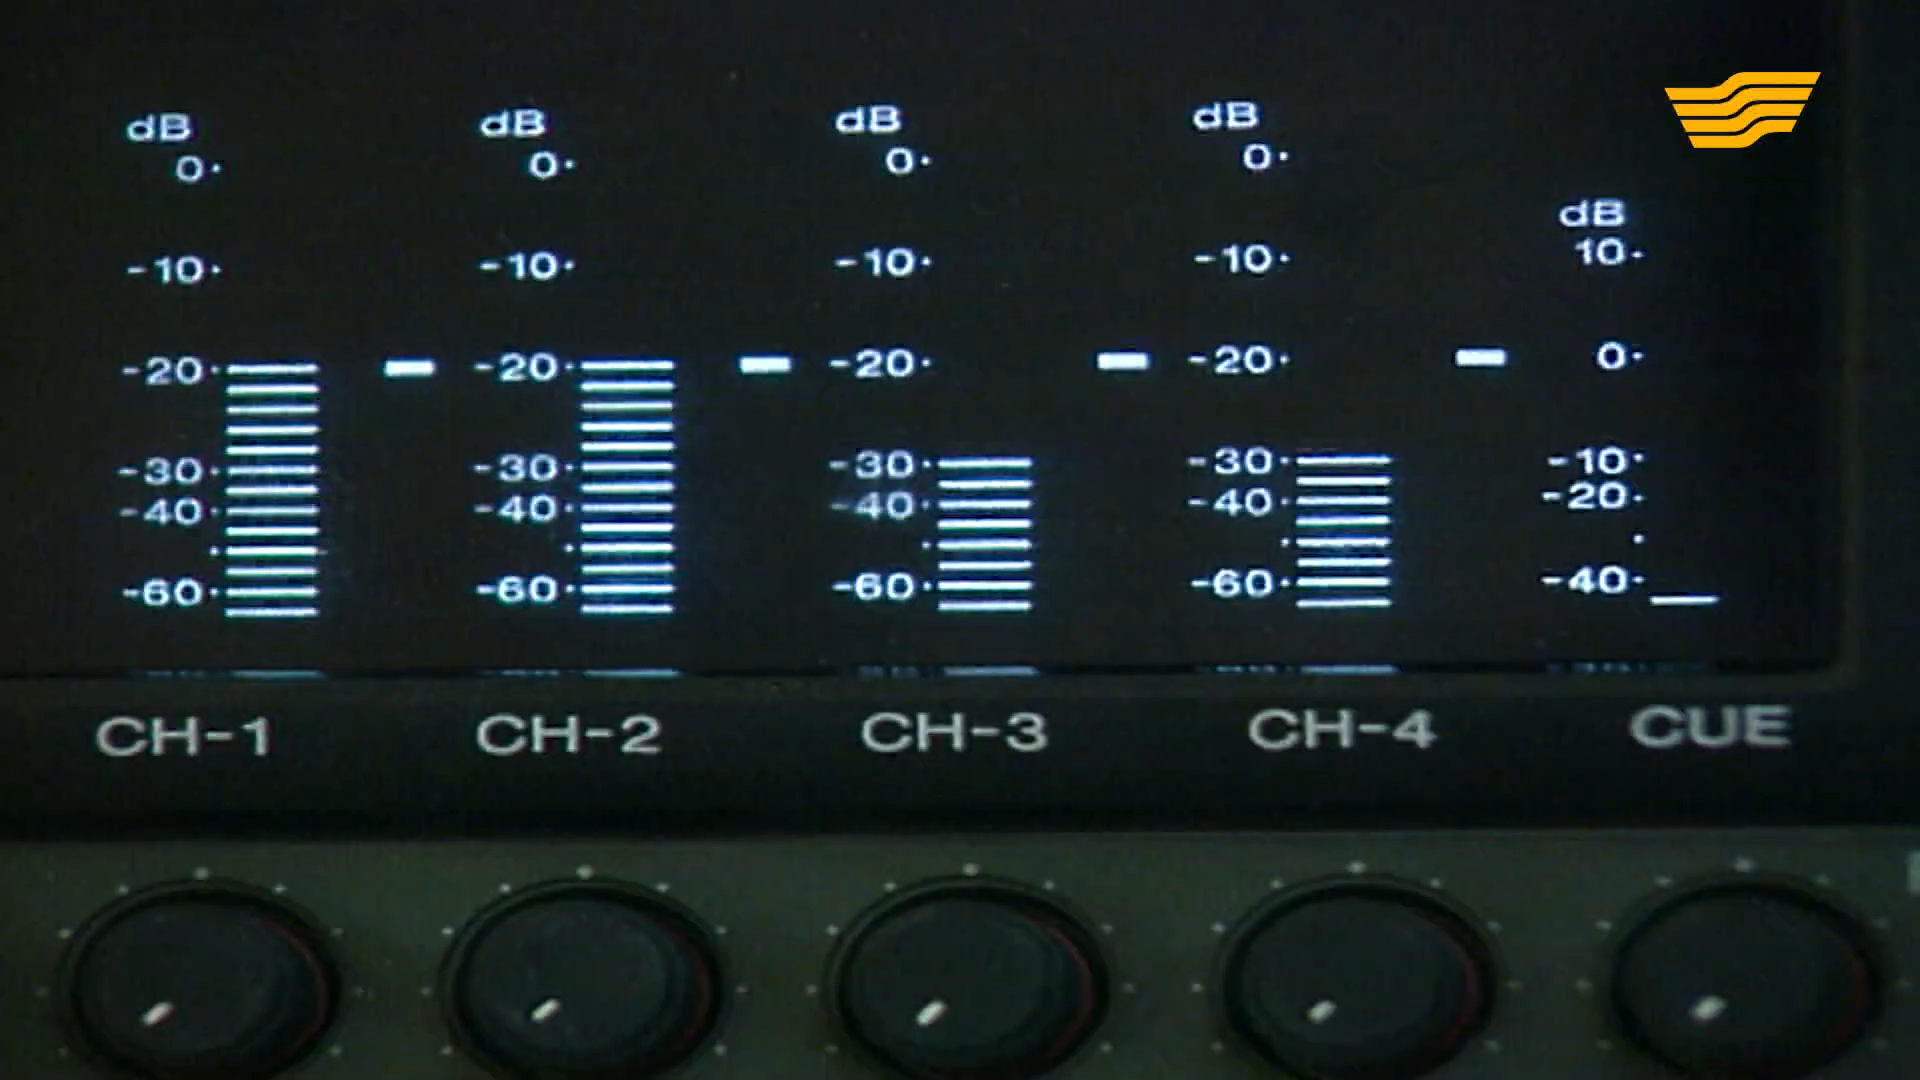 dB dB dB dB
0 0 0 0
dB
-10 -10 -10 -10 10
-20 -20 -20 -20 0
-30 -30 -30 -30 -10
-40 -40 -40 -40 -20
-60 -60 -60 -60 -40
CH-1 CH-2 CH-3 CH-4 CUE